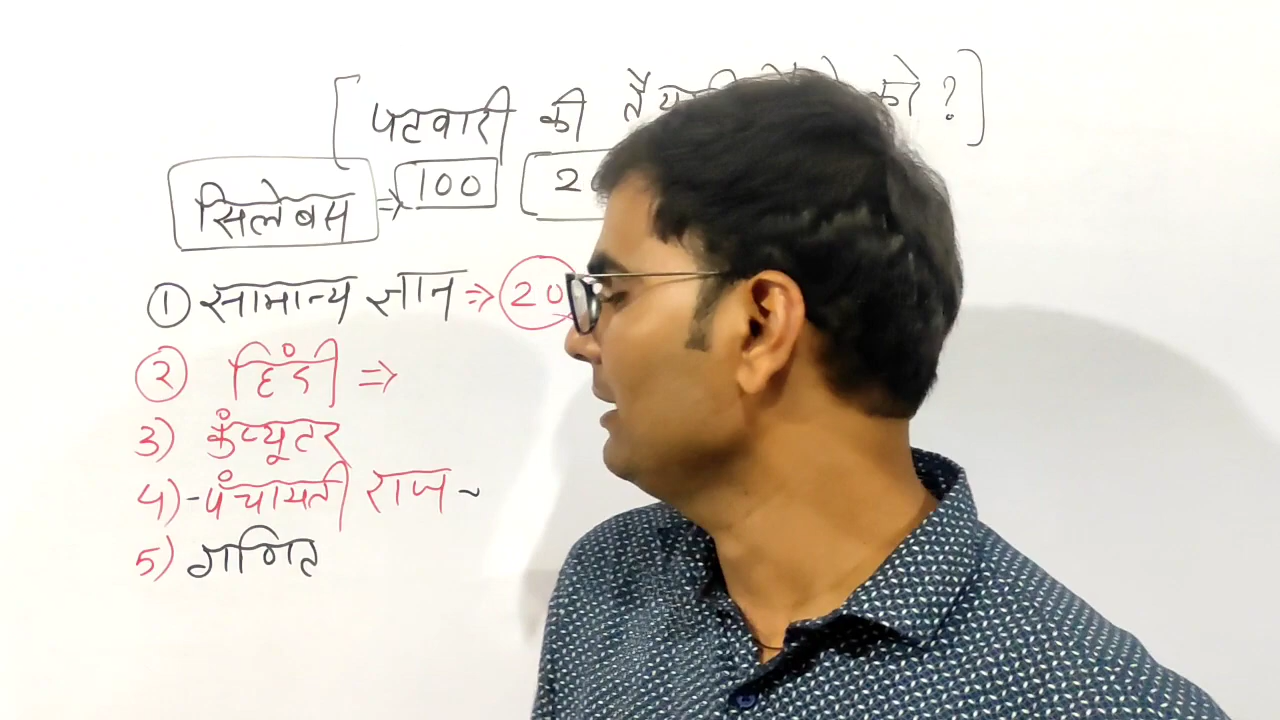 [ पटवारी की को ? ]
सिलेबस ⇒ 100 2
① सामान्य ज्ञान ⇒ 20
② हिंदी ⇒
3) कंप्यूटर
4) - पंचायती राज ~
5) गणित